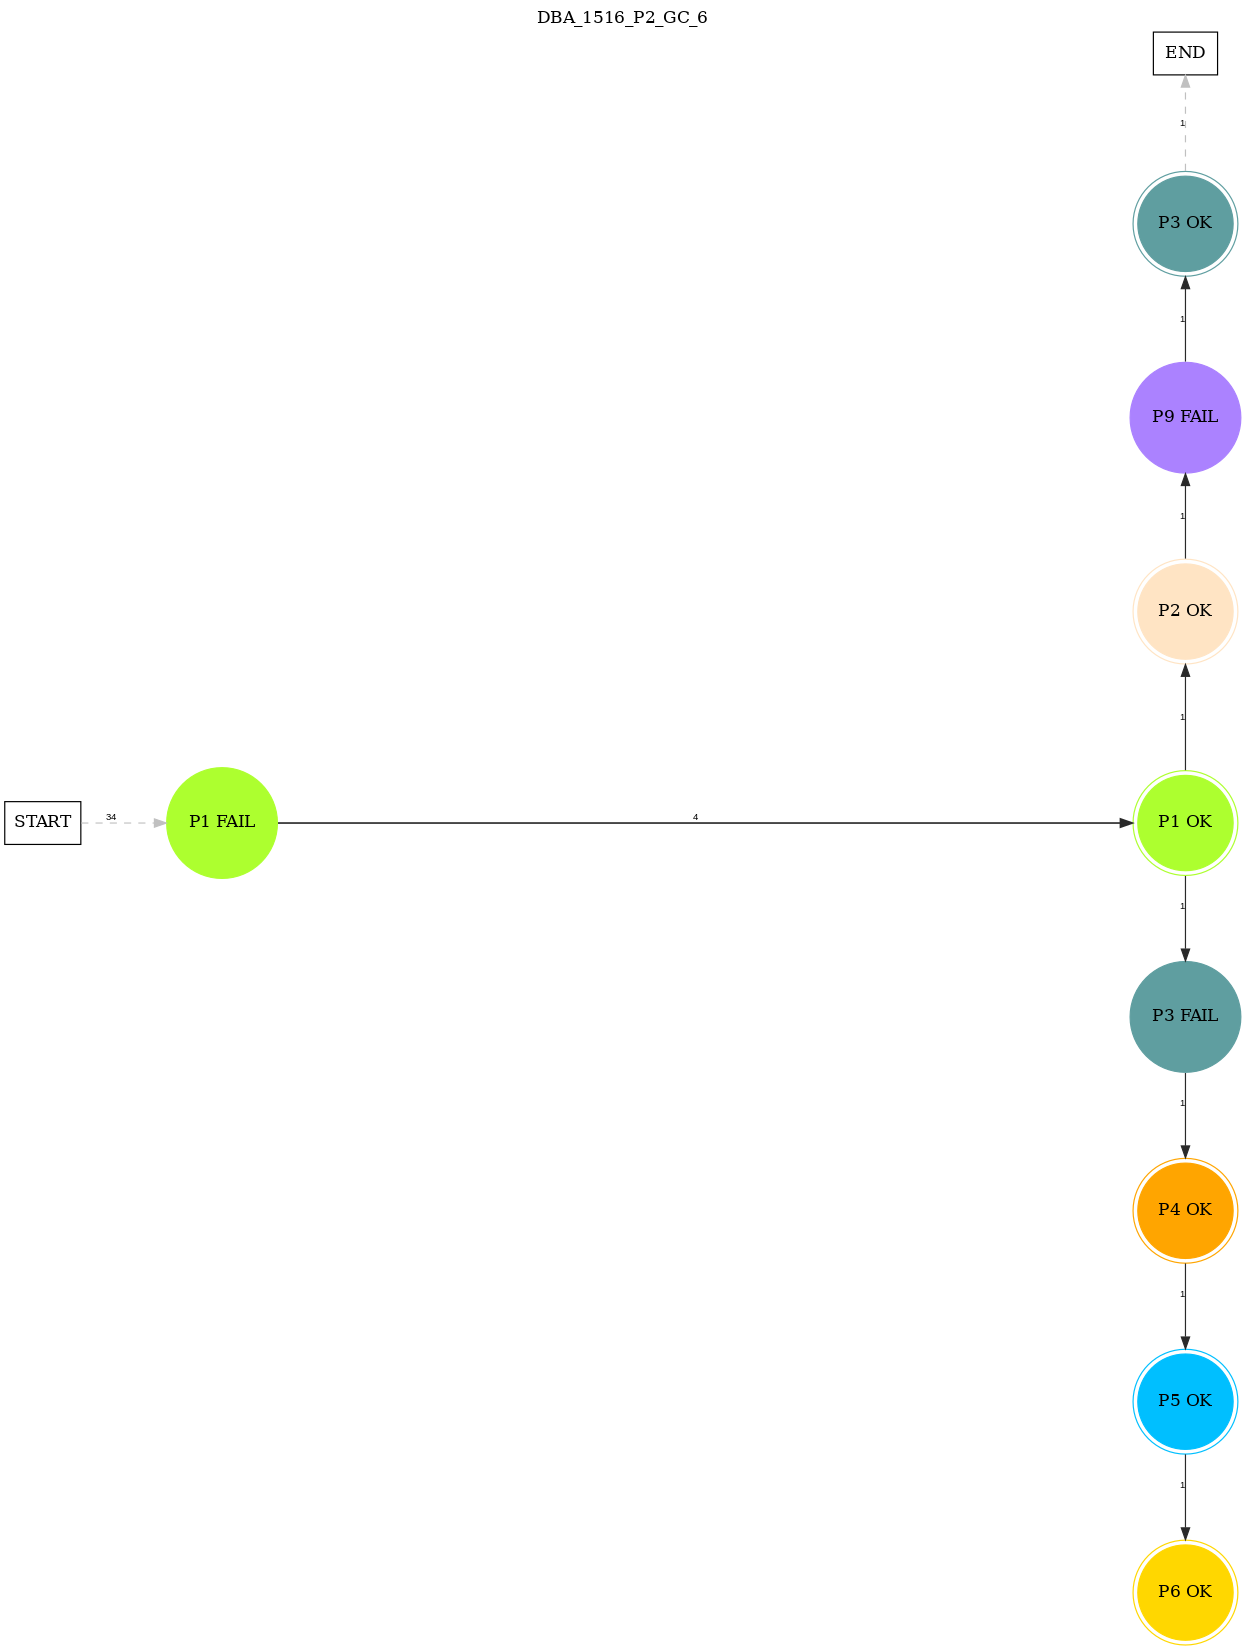 DBA_1516_P2_GC_6
END
1
P3 OK
1
P9 FAIL
1
P2 OK
1
START
34
P1 FAIL
4
P1 OK
1
P3 FAIL
1
P4 OK
1
P5 OK
1
P6 OK